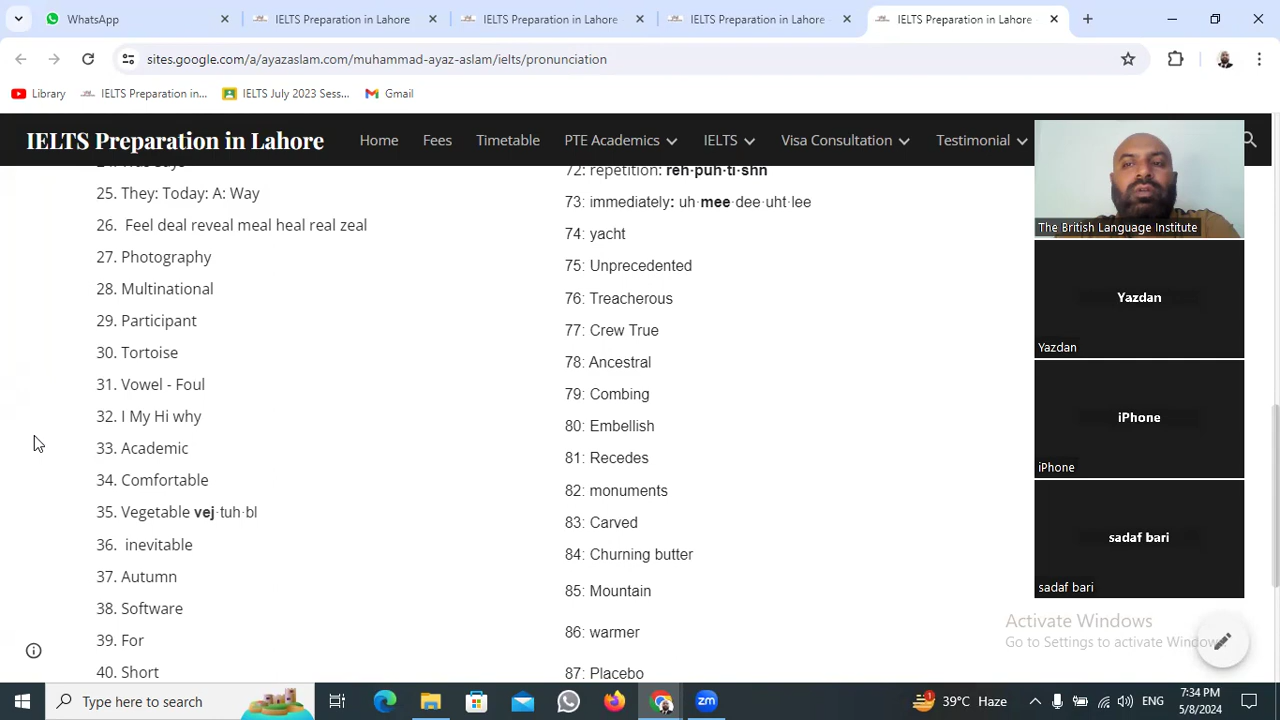 WhatsApp
IELTS Preparation in Lahore
IELTS Preparation in Lahore
IELTS Preparation in Lahore
IELTS Preparation in Lahore
sites.google.com/a/ayazaslam.com/muhammad-ayaz-aslam/ielts/pronunciation
Library
IELTS Preparation in...
IELTS July 2023 Sess...
Gmail
IELTS Preparation in Lahore
Home
Fees
Timetable
PTE Academics
IELTS
Visa Consultation
Testimonial
25. They: Today: A: Way
26.  Feel deal reveal meal heal real zeal
27. Photography
28. Multinational
29. Participant
30. Tortoise
31. Vowel - Foul
32. I My Hi why
33. Academic
34. Comfortable
35. Vegetable vej·tuh·bl
36.  inevitable
37. Autumn
38. Software
39. For
40. Short
72: repetition: reh·puh·ti·shn
73: immediately: uh·mee·dee·uht·lee
74: yacht
75: Unprecedented
76: Treacherous
77: Crew True
78: Ancestral
79: Combing
80: Embellish
81: Recedes
82: monuments
83: Carved
84: Churning butter
85: Mountain
86: warmer
87: Placebo
The British Language Institute
Yazdan
Yazdan
iPhone
iPhone
sadaf bari
sadaf bari
Activate Windows
Go to Settings to activate Windows.
Type here to search
39°C Haze
ENG
7:34 PM
5/8/2024